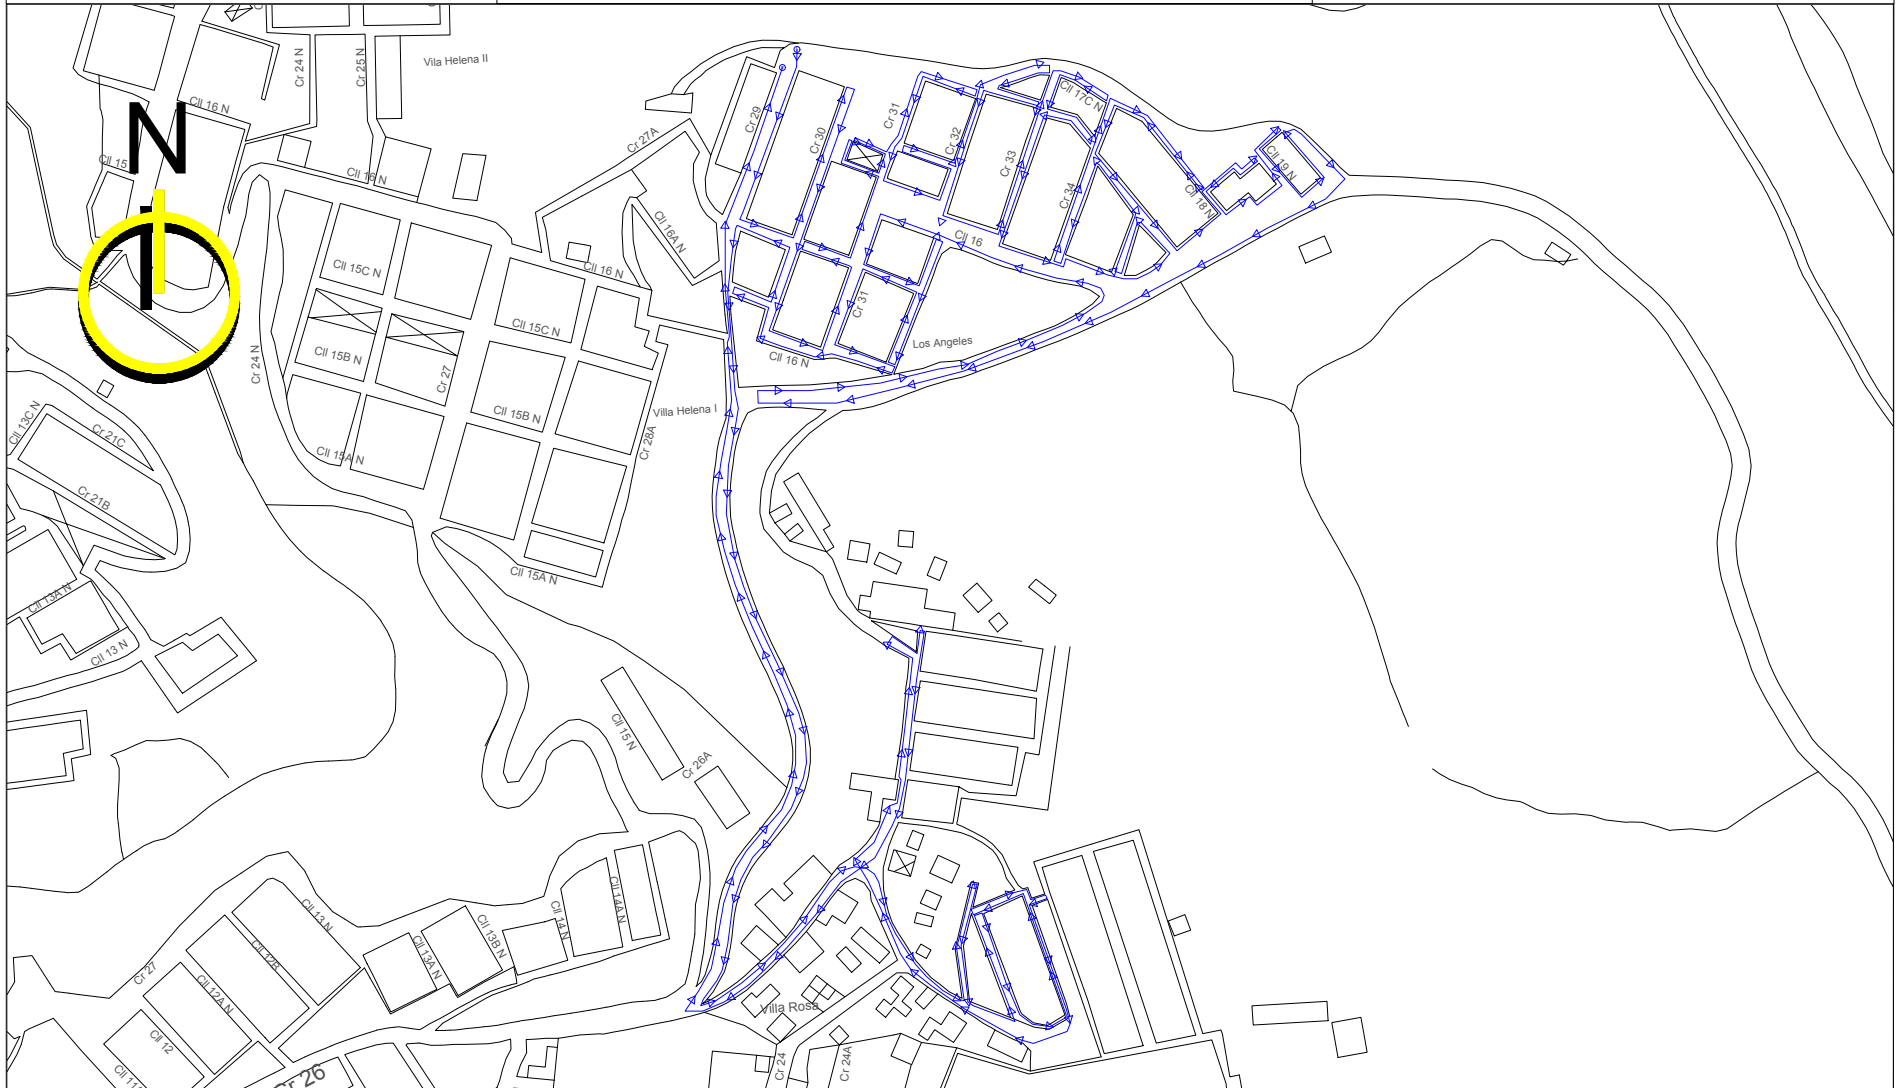 Cr 24 N
Cr 25 N
Vila Helena II
Cll 16 N
N
Cll 15
Cll 16 N
Cr 27A
Cr 29
Cr 30
Cr 31
Cr 32
Cr 33
Cr 34
Cll 17C N
Cll 19 N
Cll 18 N
Cll 16A N
Cll 16
Cll 15C N
Cll 16 N
Cll 15C N
Cr 31
Los Angeles
Cll 15B N
Cll 16 N
Cr 24 N
Cr 27
Cll 15B N
Villa Helena I
Cr 28A
Cll 13C N
Cr 21C
Cll 15A N
Cr 21B
Cll 15A N
Cll 13A N
Cll 13 N
Cll 15 N
Cr 26A
Cll 13 N
Cll 14A N
Cll 14 N
Cll 13B N
Cll 13A N
Cll 12B
Cr 27
Cll 12A N
Villa Rosa
Cll 12
Cr 24
Cr 24A
Cr 26